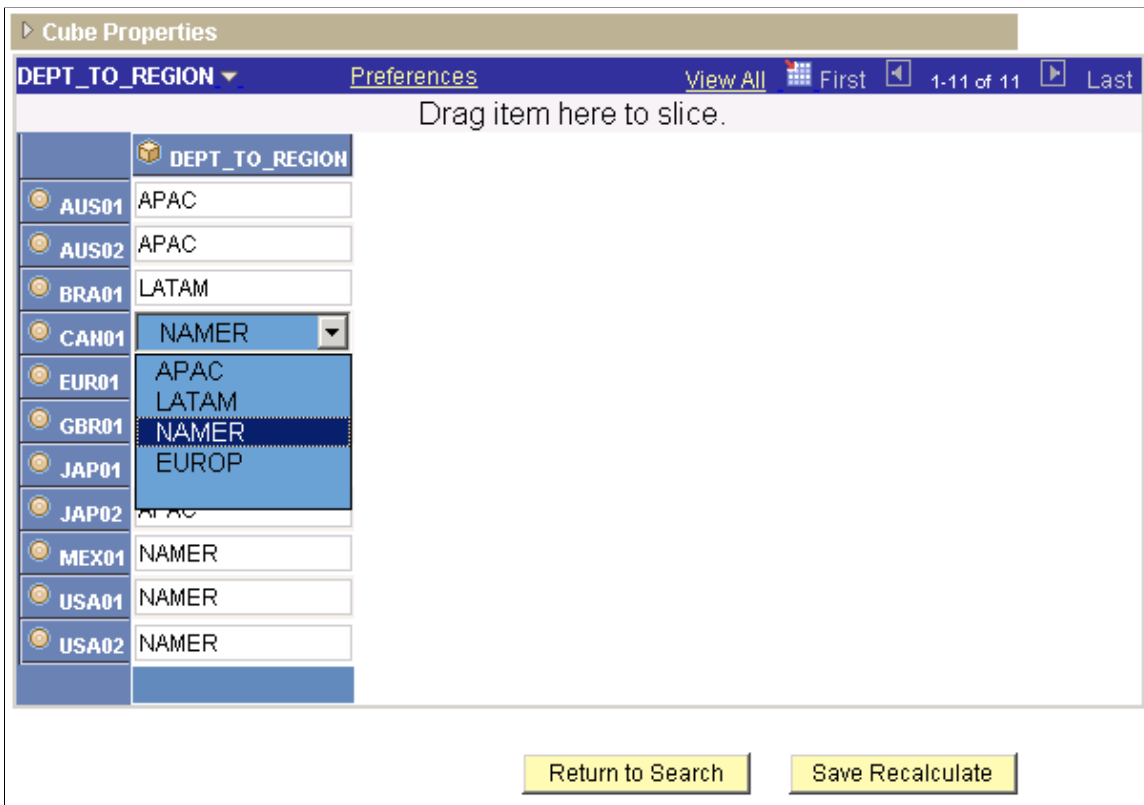 Cube Properties
DEPT_TO_REGION Preferences View All First 1-11 of 11 Last
Drag item here to slice.
DEPT_TO_REGION
AUS01 APAC
AUS02 APAC
BRA01 LATAM
CAN01 NAMER
EUR01 APAC
LATAM
GBR01 NAMER
JAP01 EUROP
JAP02
MEX01 NAMER
USA01 NAMER
USA02 NAMER
Return to Search Save Recalculate